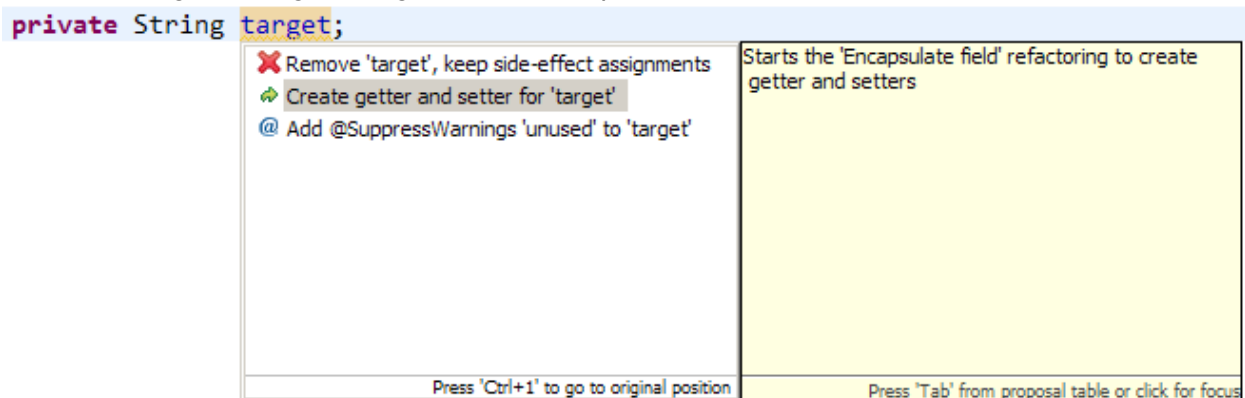 private String target;
Remove 'target', keep side-effect assignments
Create getter and setter for 'target'
@ Add @SuppressWarnings 'unused' to 'target'
Press 'Ctrl+1' to go to original position
Starts the 'Encapsulate field' refactoring to create
getter and setters
Press 'Tab' from proposal table or click for focus